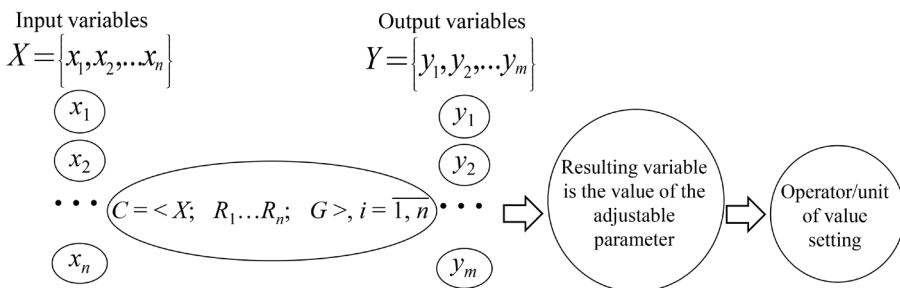 Input variables
X = {x₁, x₂, ...xₙ}
x₁
x₂
• • •
xₙ
C = < X; R₁...Rₙ; G >, i = \overline{1, n}
Output variables
Y = {y₁, y₂, ...yₘ}
y₁
y₂
• • •
yₘ
Resulting variable
is the value of the
adjustable
parameter
Operator/unit
of value
setting